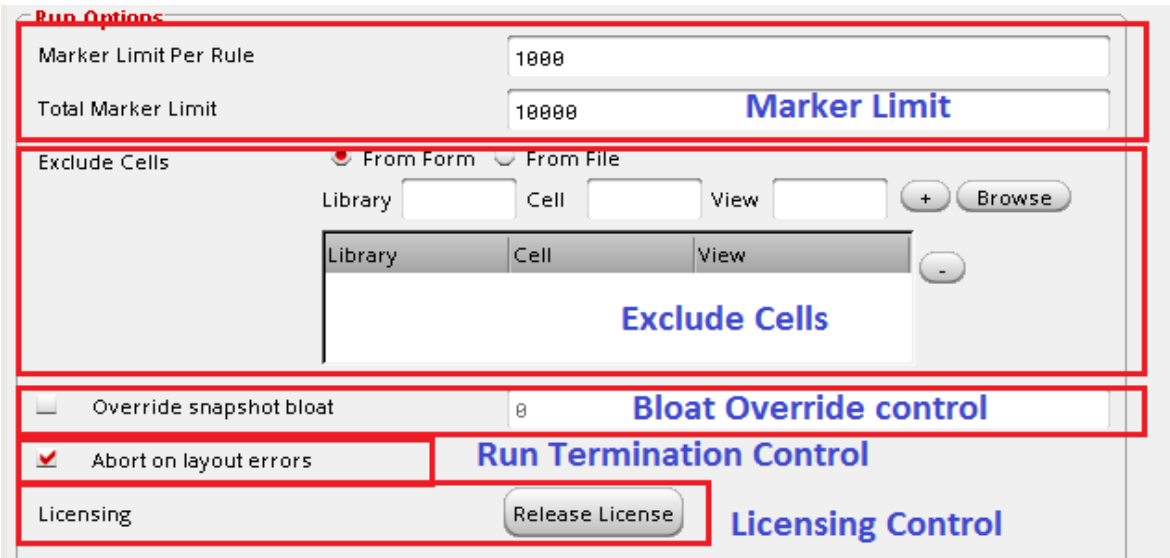 Run Options
Marker Limit Per Rule 1000
Total Marker Limit 10000 Marker Limit
Exclude Cells From Form From File
Library Cell View + Browse
Library Cell View -
Exclude Cells
Override snapshot bloat 0 Bloat Override control
Abort on layout errors Run Termination Control
Licensing Release License Licensing Control